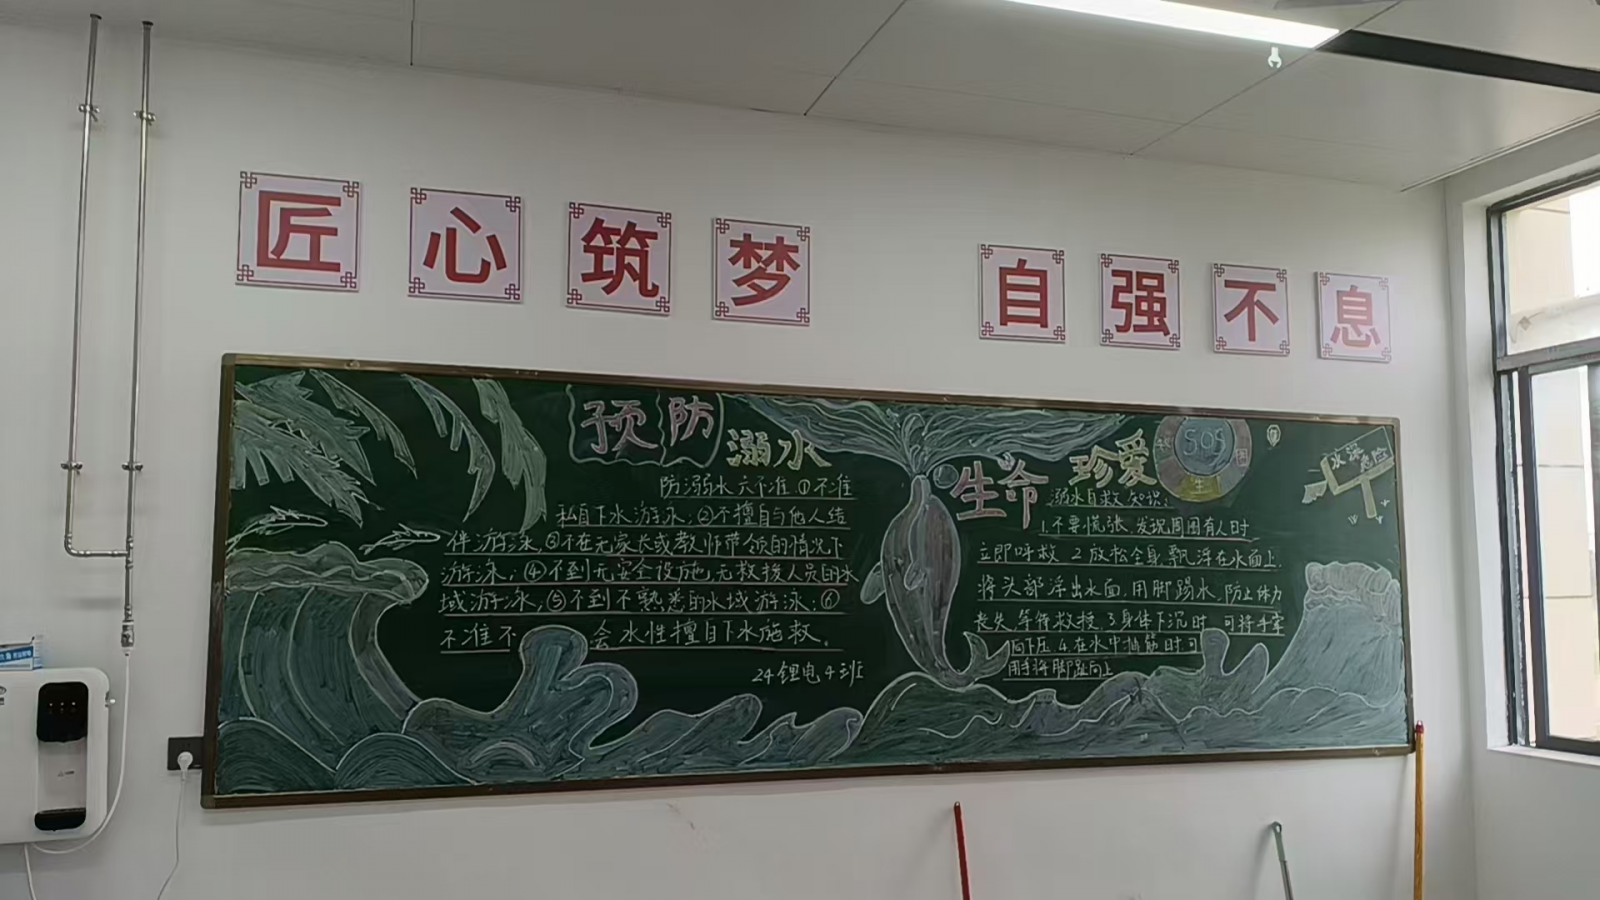 匠心筑梦
自强不息
预防
溺水
防溺水六不准①不准
私自下水游泳;②不擅自与他人结
伴游泳,③不在无家长或教师带领的情况下
游泳;④不到无安全设施,无救援人员的水
域游泳;⑤不到不熟悉的水域游泳;⑥
不准不会水性擅自下水施救。
24锂电4班
珍爱
生命
SOS
水深危险
溺水自救知识:
1.不要慌张,发现周围有人时
立即呼救 2.放松全身,飘浮在水面上,
将头部浮出水面,用脚踢水,防止体力
丧失,等待救援 3.身体下沉时,可将手掌
向下压 4.在水中抽筋时可
用手将脚趾向上